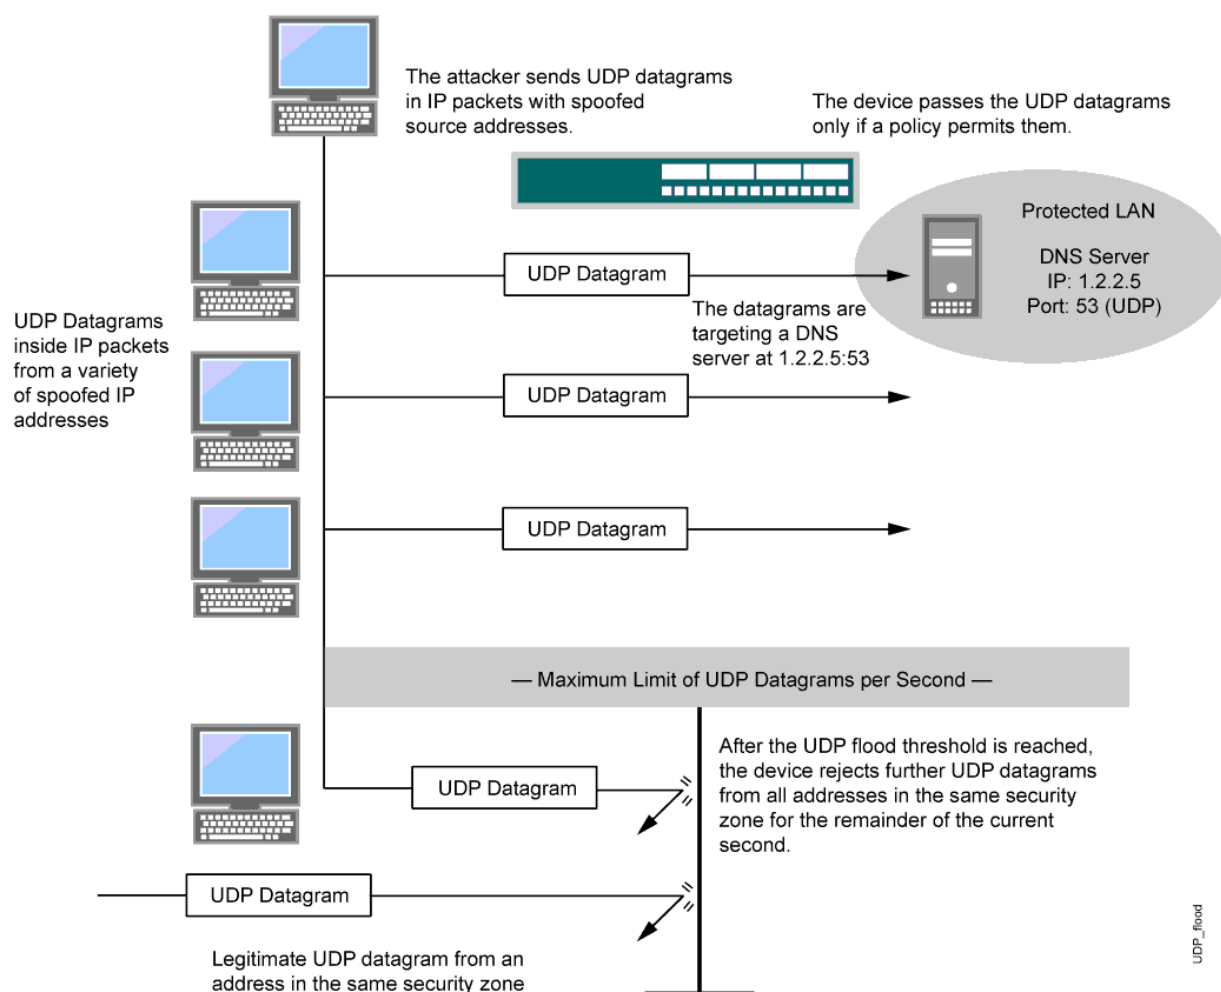 The attacker sends UDP datagrams
in IP packets with spoofed
source addresses.
The device passes the UDP datagrams
only if a policy permits them.
Protected LAN
DNS Server
IP: 1.2.2.5
Port: 53 (UDP)
UDP Datagram
The datagrams are
targeting a DNS
server at 1.2.2.5:53
UDP Datagrams
inside IP packets
from a variety
of spoofed IP
addresses
UDP Datagram
UDP Datagram
— Maximum Limit of UDP Datagrams per Second —
After the UDP flood threshold is reached,
the device rejects further UDP datagrams
from all addresses in the same security
zone for the remainder of the current
second.
UDP Datagram
UDP Datagram
Legitimate UDP datagram from an
address in the same security zone
UDP_flood